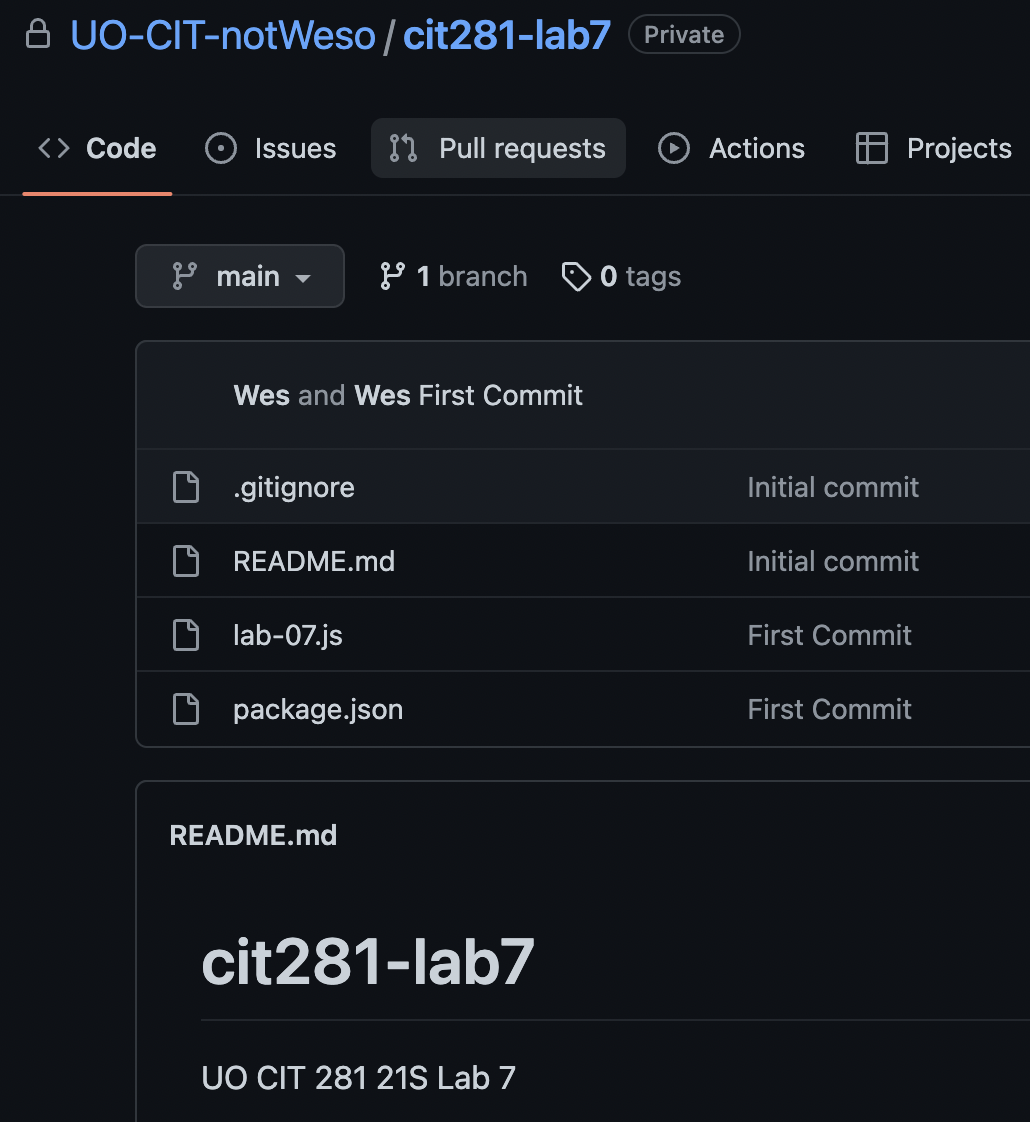 UO-CIT-notWeso / cit281-lab7 Private
Code Issues Pull requests Actions Projects
main 1 branch 0 tags
Wes and Wes First Commit
.gitignore Initial commit
README.md Initial commit
lab-07.js First Commit
package.json First Commit
README.md
cit281-lab7
UO CIT 281 21S Lab 7